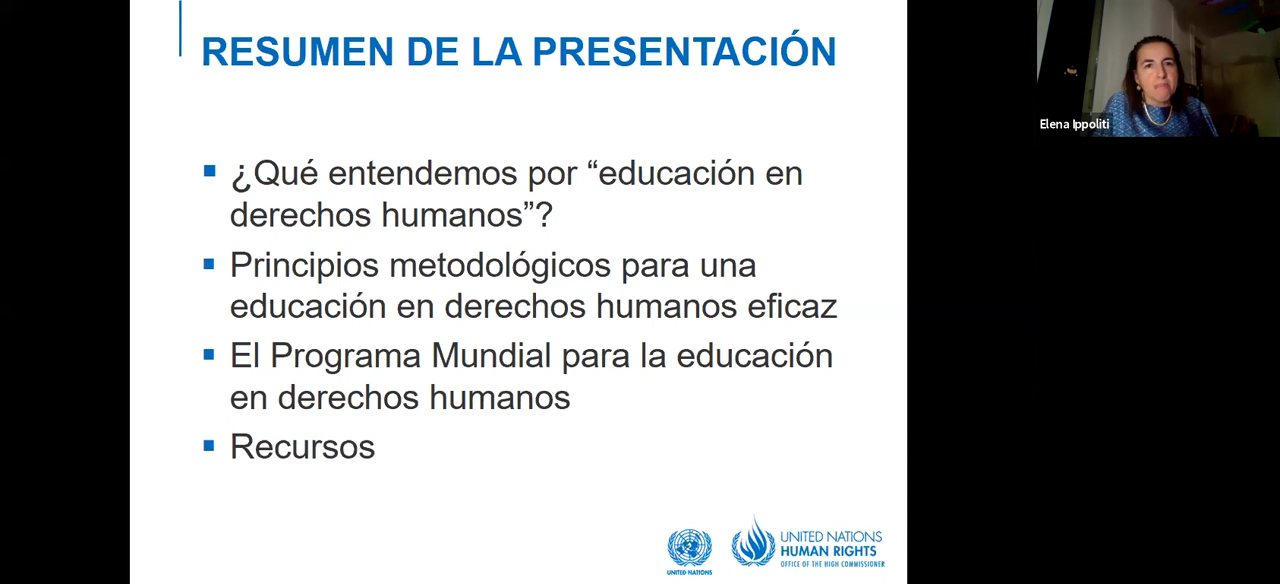 RESUMEN DE LA PRESENTACIÓN
Elena Ippoliti
¿Qué entendemos por “educación en
derechos humanos”?
Principios metodológicos para una
educación en derechos humanos eficaz
El Programa Mundial para la educación
en derechos humanos
Recursos
UNITED NATIONS
UNITED NATIONS
HUMAN RIGHTS
OFFICE OF THE HIGH COMMISSIONER